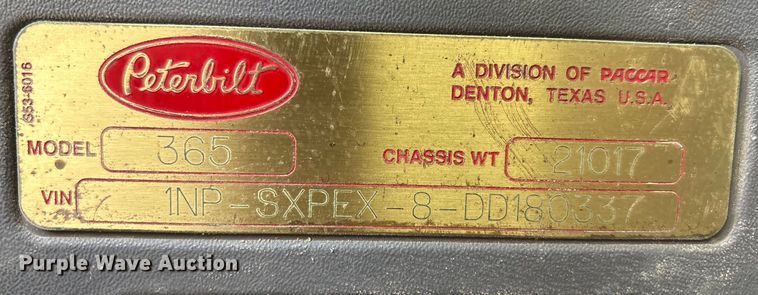 Peterbilt
A DIVISION OF PACCAR
DENTON, TEXAS U.S.A.
S53-6016
MODEL 365
CHASSIS WT 21017
VIN 1NP-SXPEX-8-DD180337
Purple Wave Auction